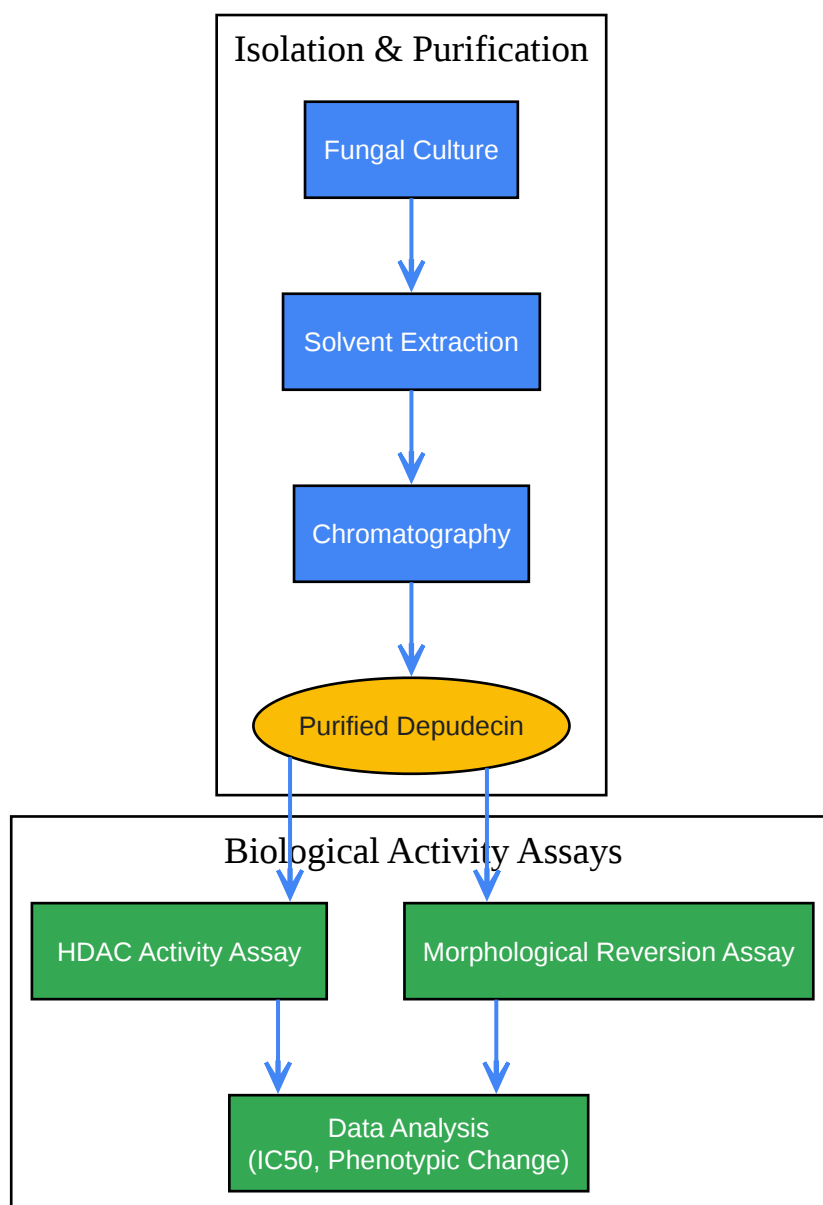 Isolation & Purification
Fungal Culture
Solvent Extraction
Chromatography
Purified Depudecin
Biological Activity Assays
HDAC Activity Assay
Morphological Reversion Assay
Data Analysis
(IC50, Phenotypic Change)